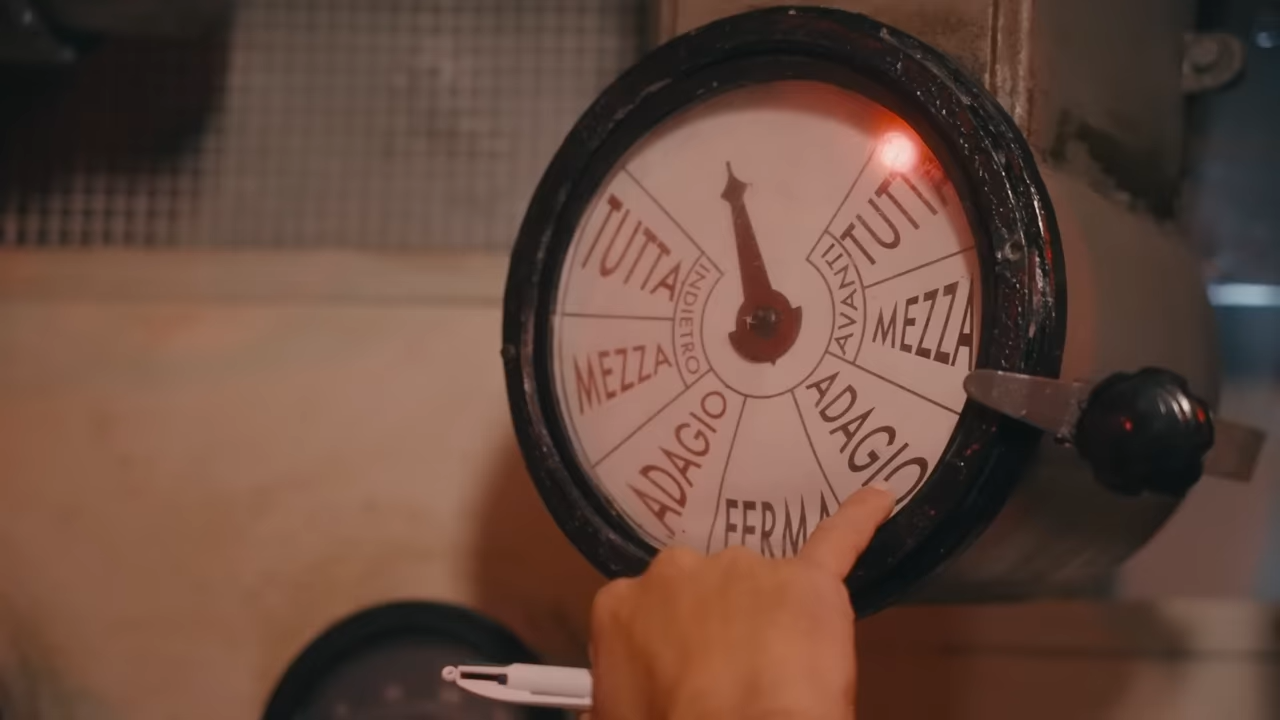 TUTTA
INDIETRO
MEZZA
ADAGIO
FERMA
ADAGIO
MEZZA
AVANTI
TUTTA